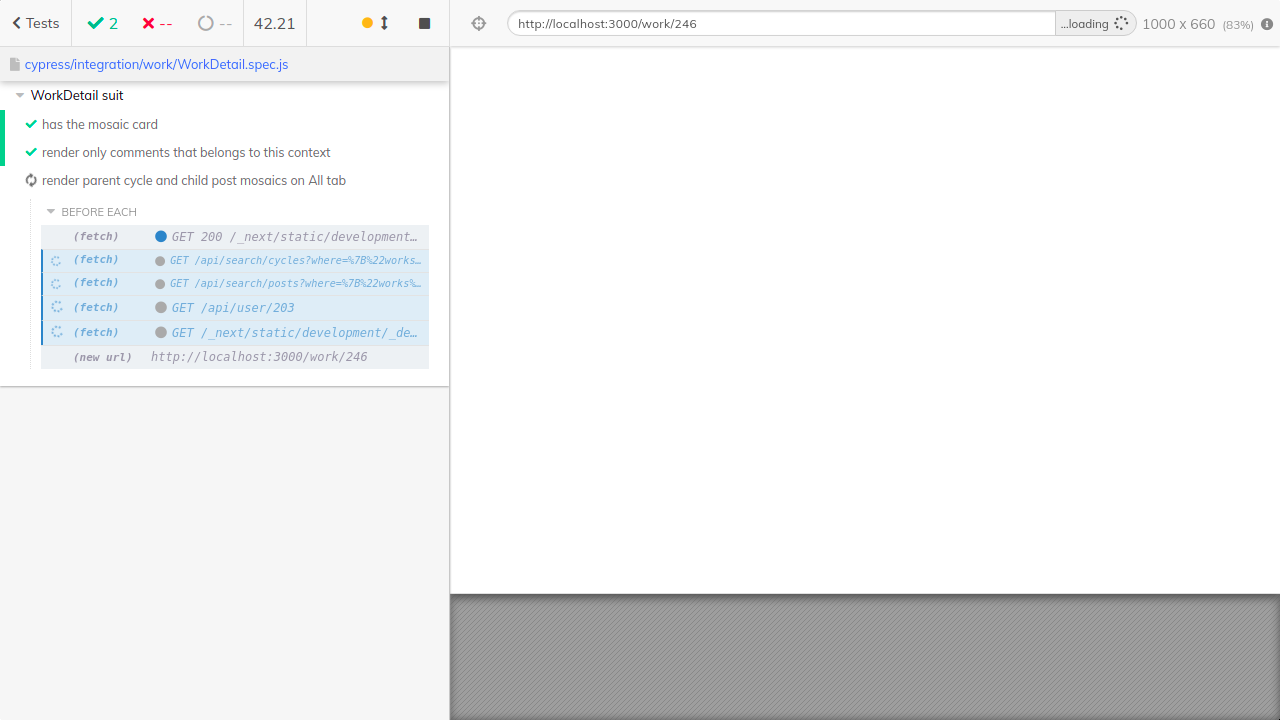 Tests 2 -- -- 42.21
http://localhost:3000/work/246 ...loading 1000 x 660 (83%)
cypress/integration/work/WorkDetail.spec.js
WorkDetail suit
has the mosaic card
render only comments that belongs to this context
render parent cycle and child post mosaics on All tab
BEFORE EACH
(fetch) GET 200 /_next/static/development…
(fetch) GET /api/search/cycles?where=%7B%22works…
(fetch) GET /api/search/posts?where=%7B%22works%…
(fetch) GET /api/user/203
(fetch) GET /_next/static/development/_de…
(new url) http://localhost:3000/work/246